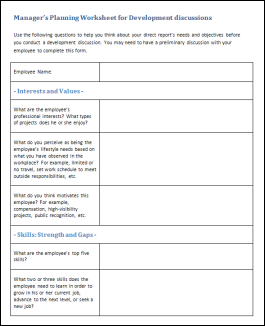 Manager's Planning Worksheet for Development discussions
Use the following questions to help you think about your direct report's needs and objectives before
you conduct a development discussion. You may need to have a preliminary discussion with your
employee to complete this form.
Employee Name:
- Interests and Values -
What are the employee's
professional interests? What types
of projects does he or she enjoy?
What do you perceive as being the
employee's lifestyle needs based on
what you have observed in the
workplace? For example, limited or
no travel, set work schedule to meet
outside responsibilities, etc.
What do you think motivates this
employee? For example,
compensation, high-visibility
projects, public recognition, etc.
- Skills: Strength and Gaps -
What are the employee's top five
skills?
What two or three skills does the
employee need to learn in order to
grow in his or her current job,
advance to the next level, or seek a
new job?